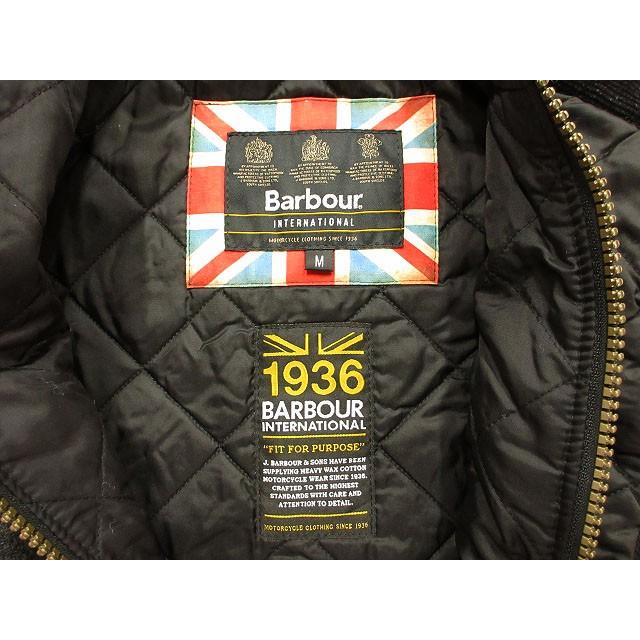 Barbour
INTERNATIONAL
MOTORCYCLE CLOTHING SINCE 1936
M
1936
BARBOUR
INTERNATIONAL
"FIT FOR PURPOSE"
J. BARBOUR & SONS HAVE BEEN
SUPPLYING HEAVY WAX COTTON
MOTORCYCLE WEAR SINCE 1936.
CRAFTED TO THE HIGHEST
STANDARDS WITH CARE AND
ATTENTION TO DETAIL.
MOTORCYCLE CLOTHING SINCE 1936